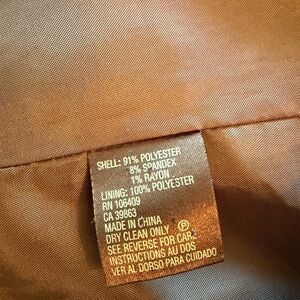 SHELL: 91% POLYESTER
8% SPANDEX
1% RAYON
LINING: 100% POLYESTER
RN 106409
CA 39863
MADE IN CHINA
DRY CLEAN ONLY P
SEE REVERSE FOR CARE
INSTRUCTIONS AU DOS
VER AL DORSO PARA CUIDADO